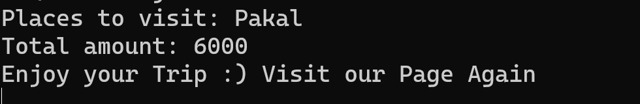 Places to visit: Pakal
Total amount: 6000
Enjoy your Trip :) Visit our Page Again